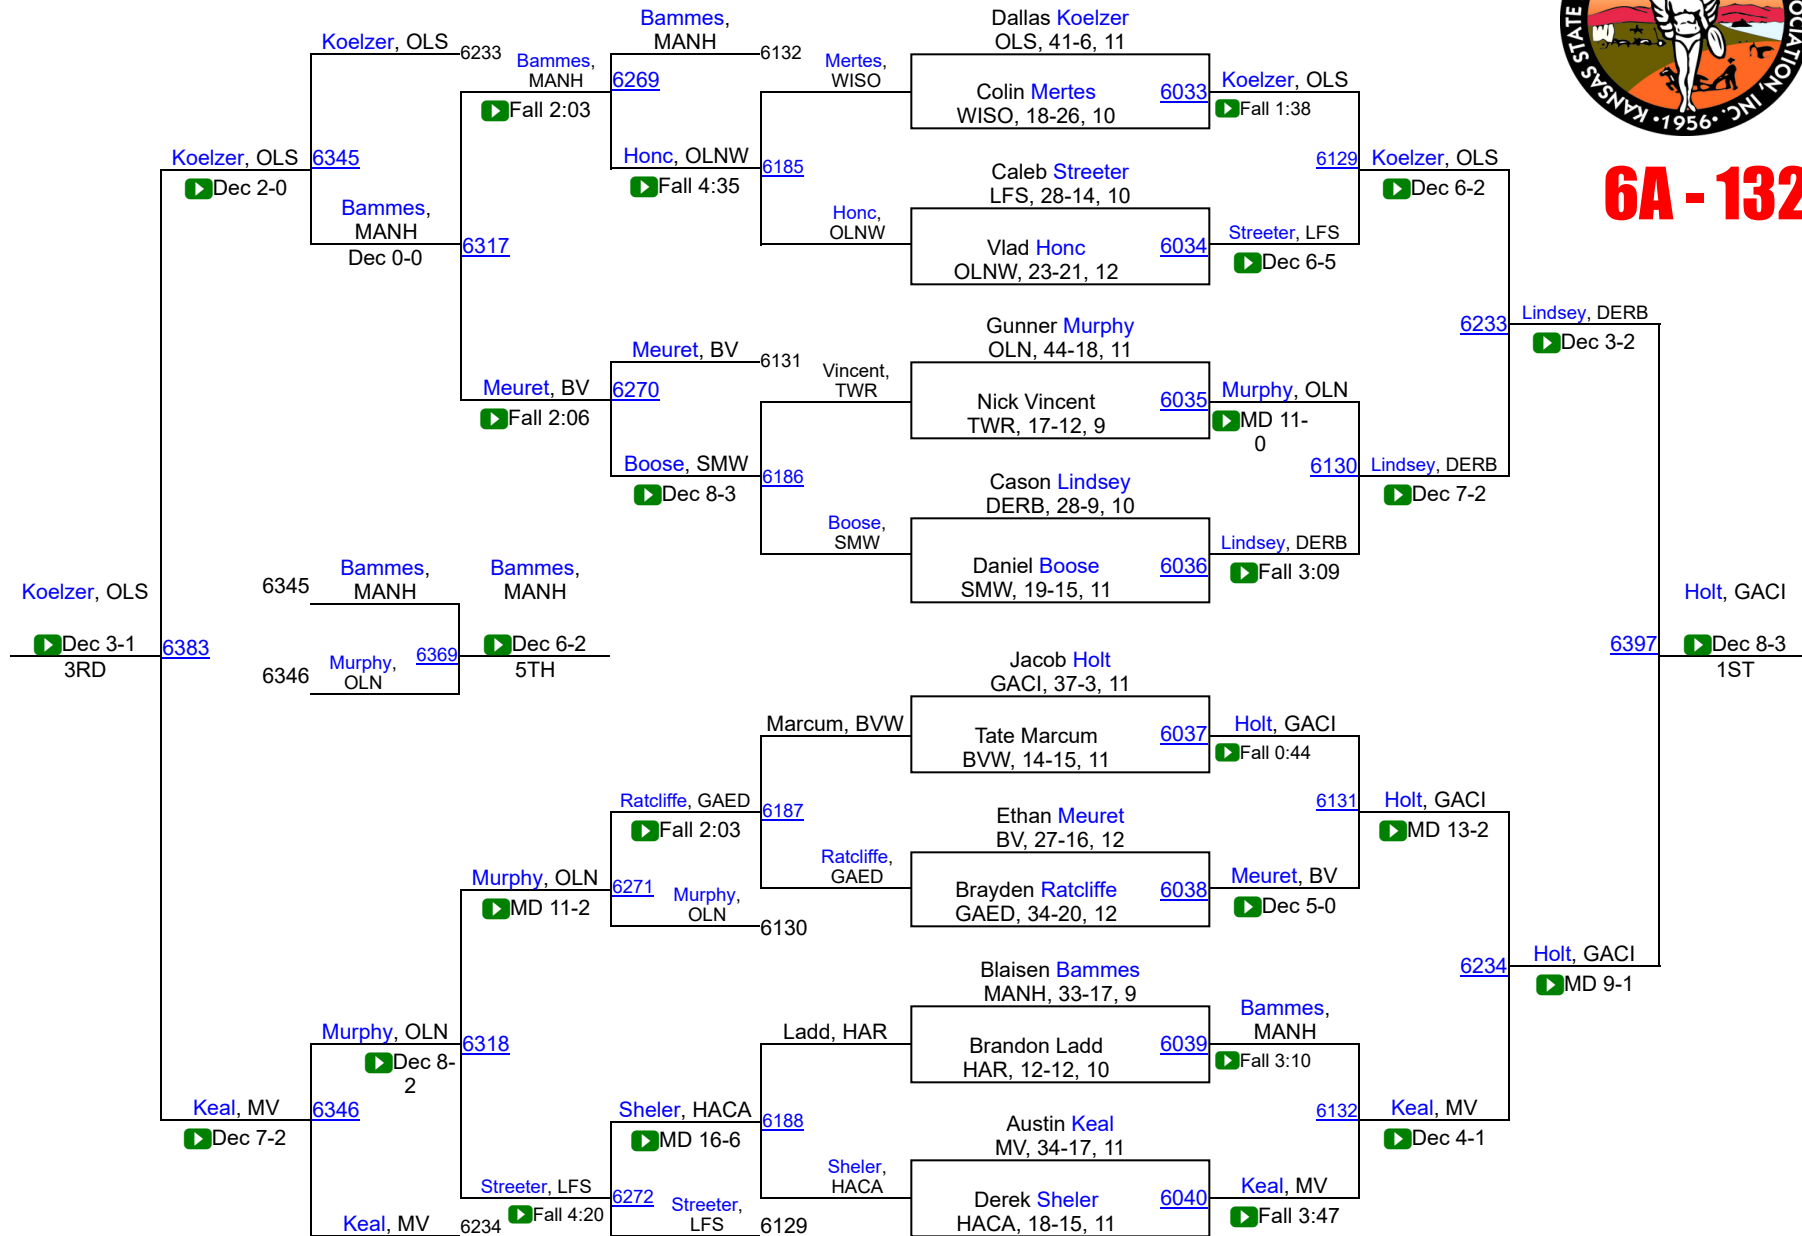 KANSAS STATE
OCIATION, INC.
•1956•
6A - 132
Koelzer, OLS
6233
Bammes,
MANH
Fall 2:03
6269
Bammes,
MANH
6132
Mertes,
WISO
Dallas Koelzer
OLS, 41-6, 11
Colin Mertes
WISO, 18-26, 10
6033
Koelzer, OLS
Fall 1:38
Koelzer, OLS
Dec 2-0
6345
Honc, OLNW
Fall 4:35
6185
Caleb Streeter
LFS, 28-14, 10
6129
Koelzer, OLS
Dec 6-2
Bammes,
MANH
Dec 0-0
6317
Honc,
OLNW
Vlad Honc
OLNW, 23-21, 12
6034
Streeter, LFS
Dec 6-5
Gunner Murphy
OLN, 44-18, 11
6233
Lindsey, DERB
Dec 3-2
Meuret, BV
6131
Meuret, BV
Fall 2:06
6270
Vincent,
TWR
Nick Vincent
TWR, 17-12, 9
6035
Murphy, OLN
MD 11-
0
Boose, SMW
Dec 8-3
6186
Cason Lindsey
DERB, 28-9, 10
6130
Lindsey, DERB
Dec 7-2
Boose,
SMW
Daniel Boose
SMW, 19-15, 11
6036
Lindsey, DERB
Fall 3:09
Koelzer, OLS
Dec 3-1
3RD
6383
6345
Bammes,
MANH
6346
Murphy,
OLN
6369
Bammes,
MANH
Dec 6-2
5TH
Holt, GACI
6397
Dec 8-3
1ST
Jacob Holt
GACI, 37-3, 11
Marcum, BVW
Tate Marcum
BVW, 14-15, 11
6037
Holt, GACI
Fall 0:44
Ratcliffe, GAED
Fall 2:03
6187
Ethan Meuret
BV, 27-16, 12
6131
Holt, GACI
MD 13-2
Murphy, OLN
MD 11-2
6271
Murphy,
OLN
6130
Ratcliffe,
GAED
Brayden Ratcliffe
GAED, 34-20, 12
6038
Meuret, BV
Dec 5-0
Blaisen Bammes
MANH, 33-17, 9
6234
Holt, GACI
MD 9-1
Murphy, OLN
Dec 8-
2
6318
Ladd, HAR
Brandon Ladd
HAR, 12-12, 10
6039
Bammes,
MANH
Fall 3:10
Keal, MV
Dec 7-2
6346
Sheler, HACA
MD 16-6
6188
Austin Keal
MV, 34-17, 11
6132
Keal, MV
Dec 4-1
Keal, MV
6234
Streeter, LFS
Fall 4:20
6272
Streeter,
LFS
6129
Sheler,
HACA
Derek Sheler
HACA, 18-15, 11
6040
Keal, MV
Fall 3:47